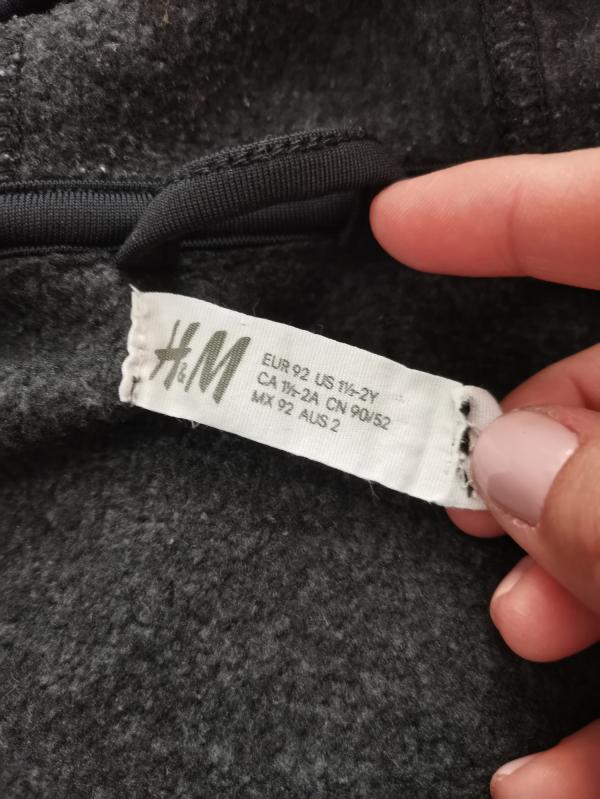 H&M
EUR 92 US 1½-2Y
CA 1½-2A CN 90/52
MX 92 AUS 2